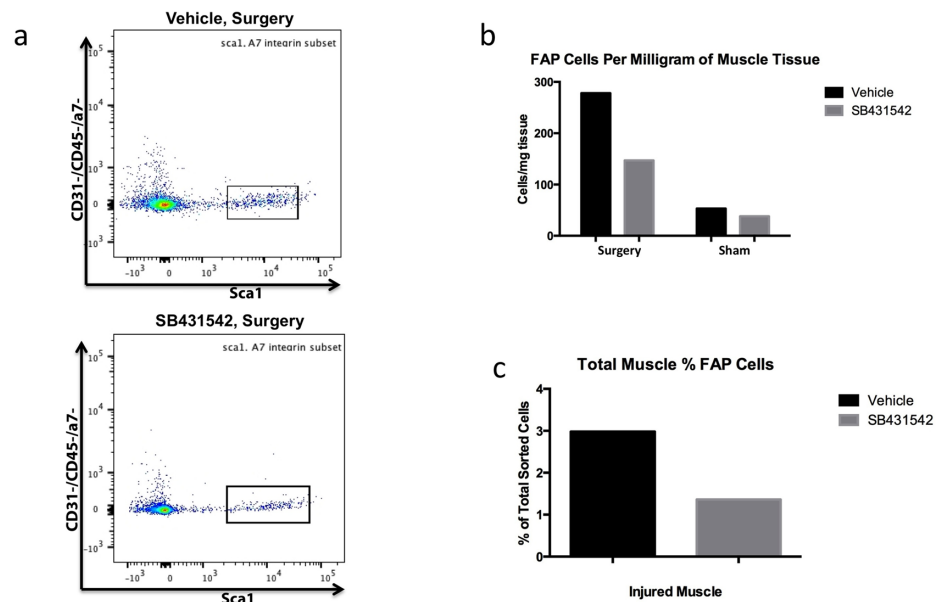 a
Vehicle, Surgery
sca1, A7 integrin subset
10^5
10^4
10^3
0
-10^3
CD31-/CD45-/a7-
-10^3 0 10^3 10^4 10^5
Sca1
SB431542, Surgery
sca1, A7 integrin subset
10^5
10^4
10^3
0
-10^3
CD31-/CD45-/a7-
-10^3 0 10^3 10^4 10^5
Sca1
b
FAP Cells Per Milligram of Muscle Tissue
300
200
100
0
Cells/mg tissue
Surgery Sham
Vehicle
SB431542
c
Total Muscle % FAP Cells
4
3
2
1
0
% of Total Sorted Cells
Injured Muscle
Vehicle
SB431542